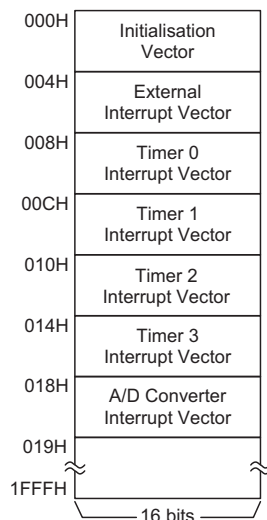 000H
Initialisation
Vector
004H
External
Interrupt Vector
008H
Timer 0
Interrupt Vector
00CH
Timer 1
Interrupt Vector
010H
Timer 2
Interrupt Vector
014H
Timer 3
Interrupt Vector
018H
A/D Converter
Interrupt Vector
019H
1FFFH
16 bits